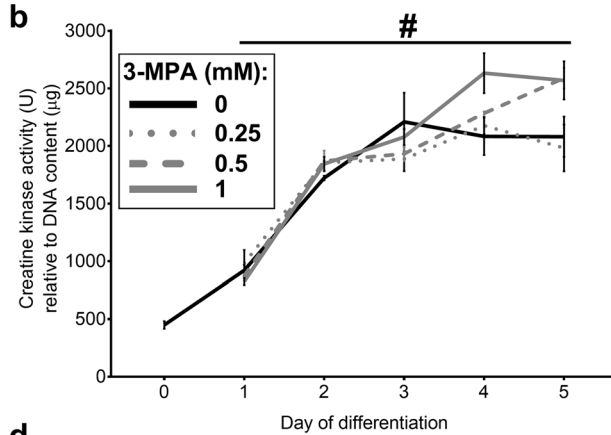 b
#
3000
2500
2000
1500
1000
500
0
Creatine kinase activity (U)
relative to DNA content (µg)
3-MPA (mM):
0
0.25
0.5
1
0 1 2 3 4 5
Day of differentiation